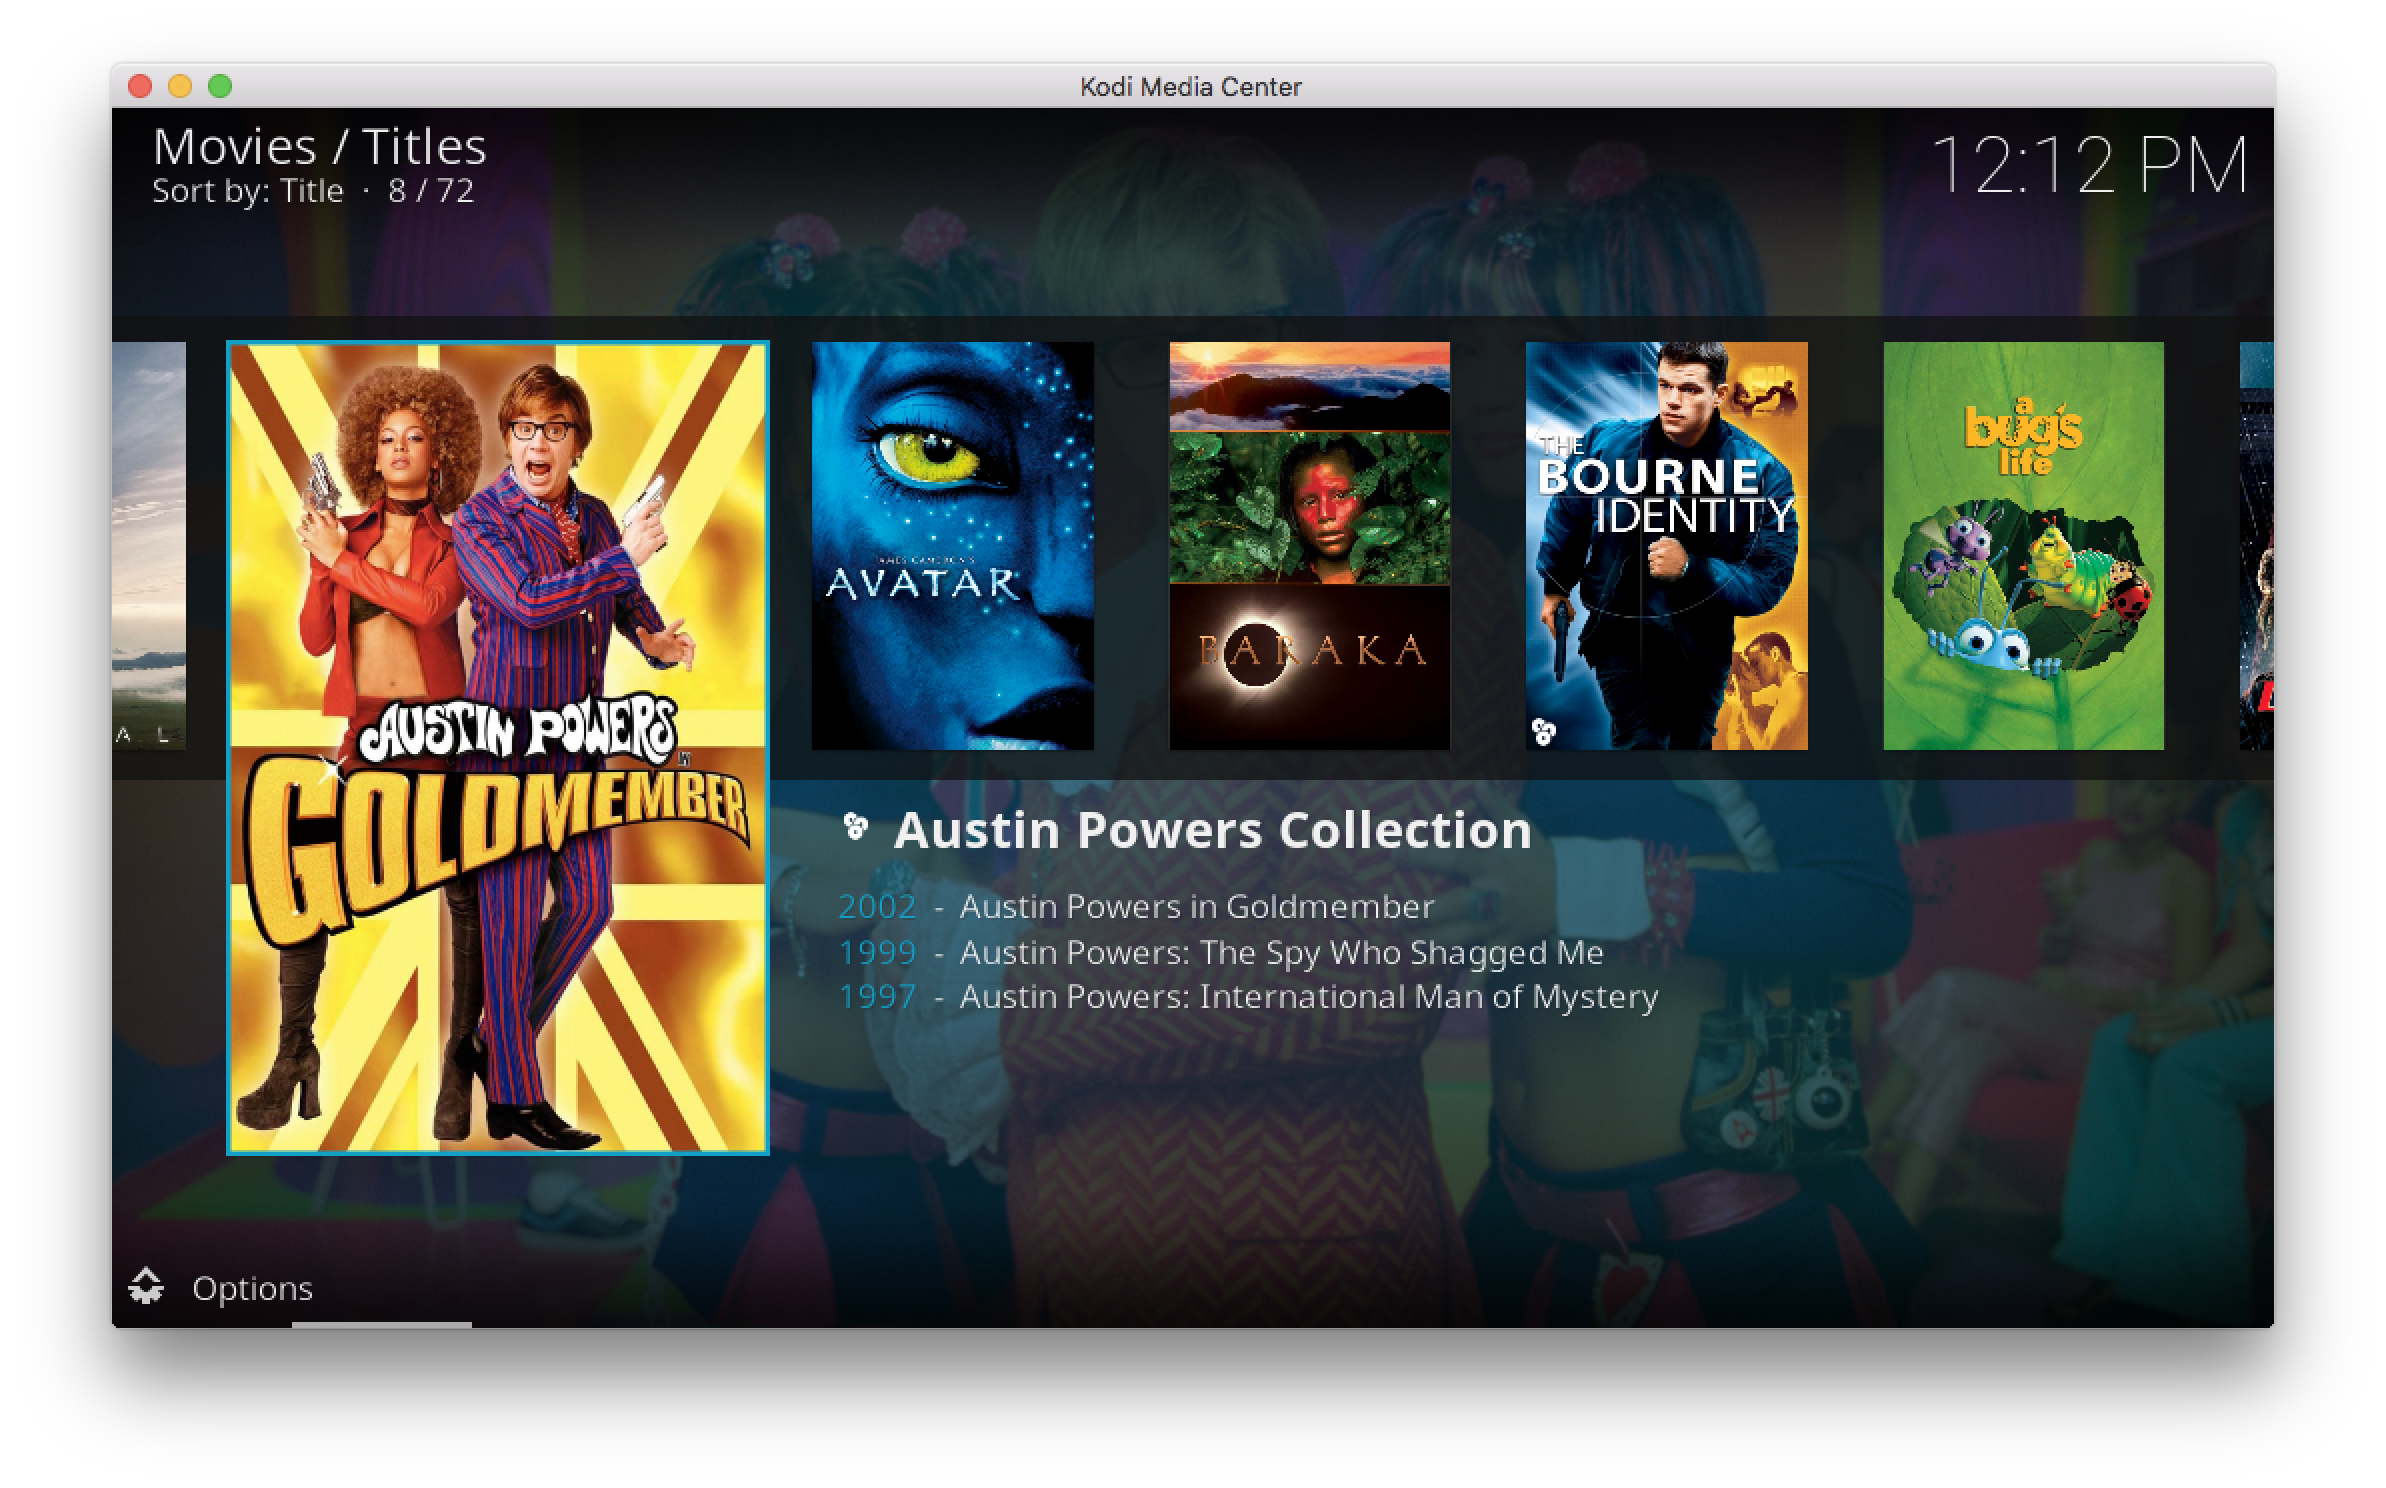 Kodi Media Center
Movies / Titles
Sort by: Title · 8 / 72
12:12 PM
A L
AUSTIN POWERS
IN
GOLDMEMBER
JAMES CAMERON'S
AVATAR
BARAKA
THE
BOURNE
IDENTITY
a
bug's
life
Austin Powers Collection
2002 - Austin Powers in Goldmember
1999 - Austin Powers: The Spy Who Shagged Me
1997 - Austin Powers: International Man of Mystery
Options